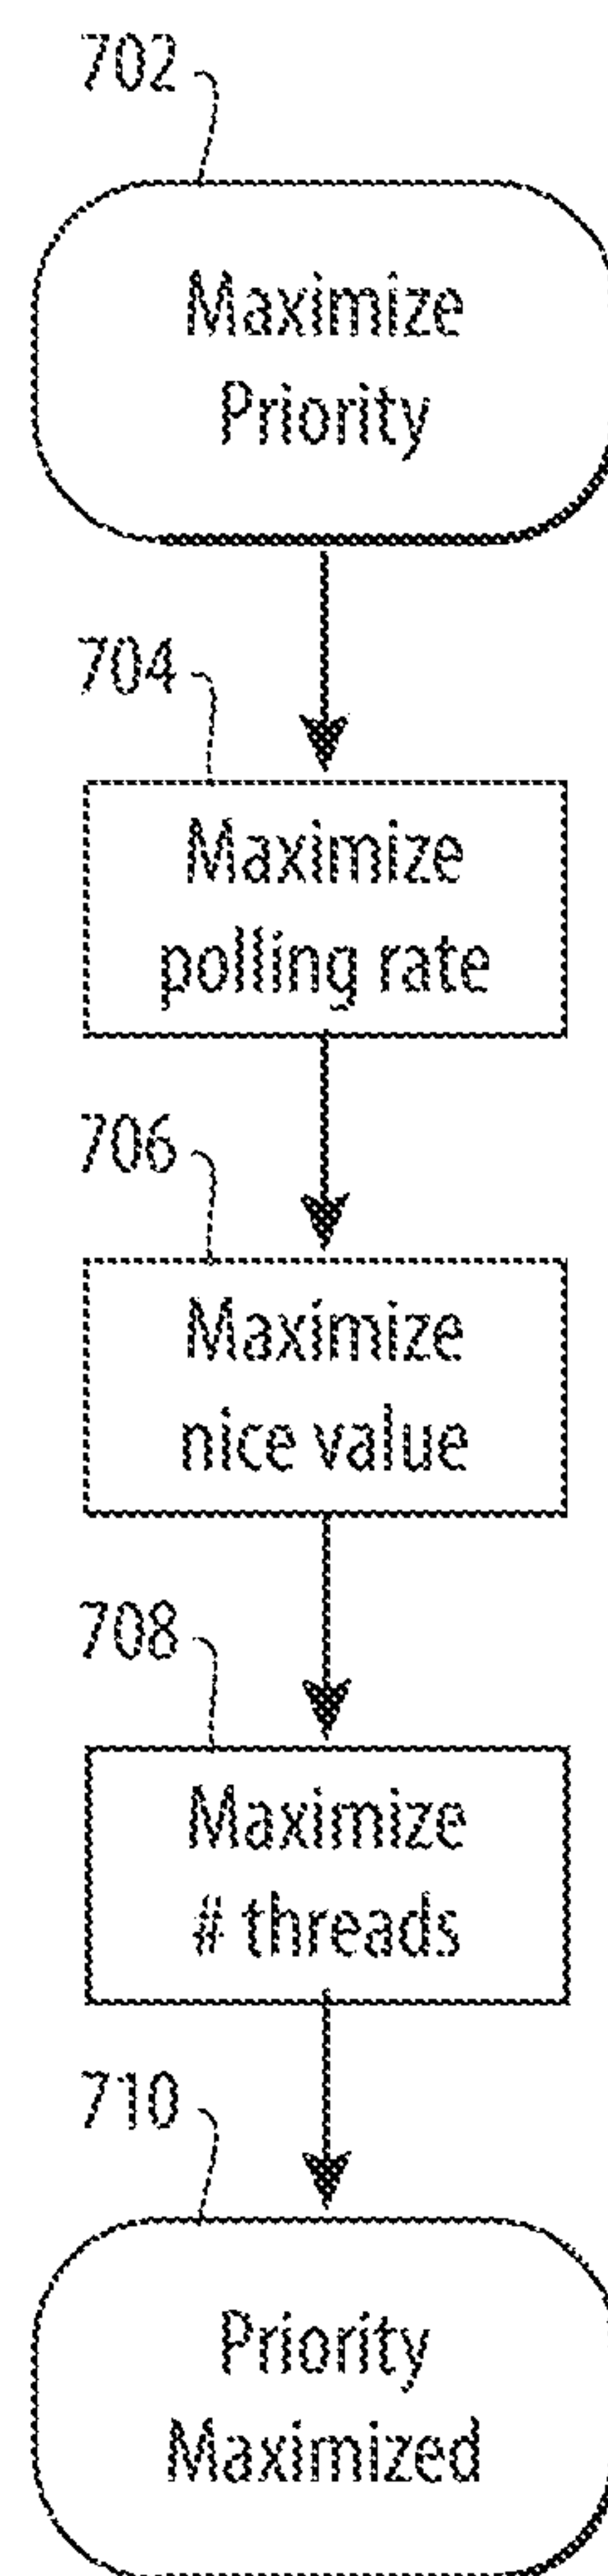 702
Maximize
Priority
704
Maximize
polling rate
706
Maximize
nice value
708
Maximize
# threads
710
Priority
Maximized